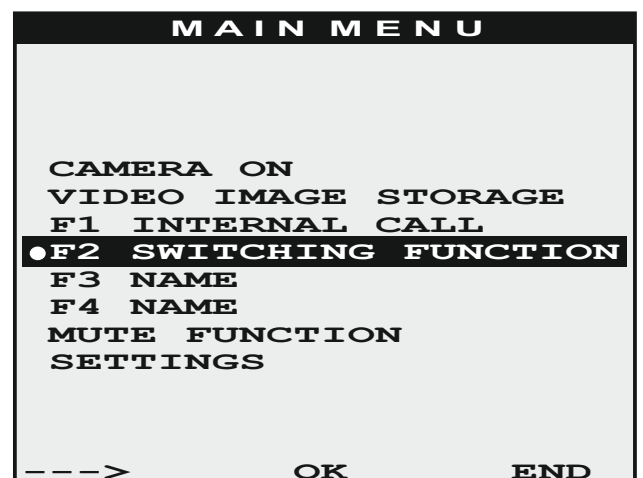 MAIN MENU
CAMERA ON
VIDEO IMAGE STORAGE
F1 INTERNAL CALL
●F2 SWITCHING FUNCTION
F3 NAME
F4 NAME
MUTE FUNCTION
SETTINGS
---> OK END